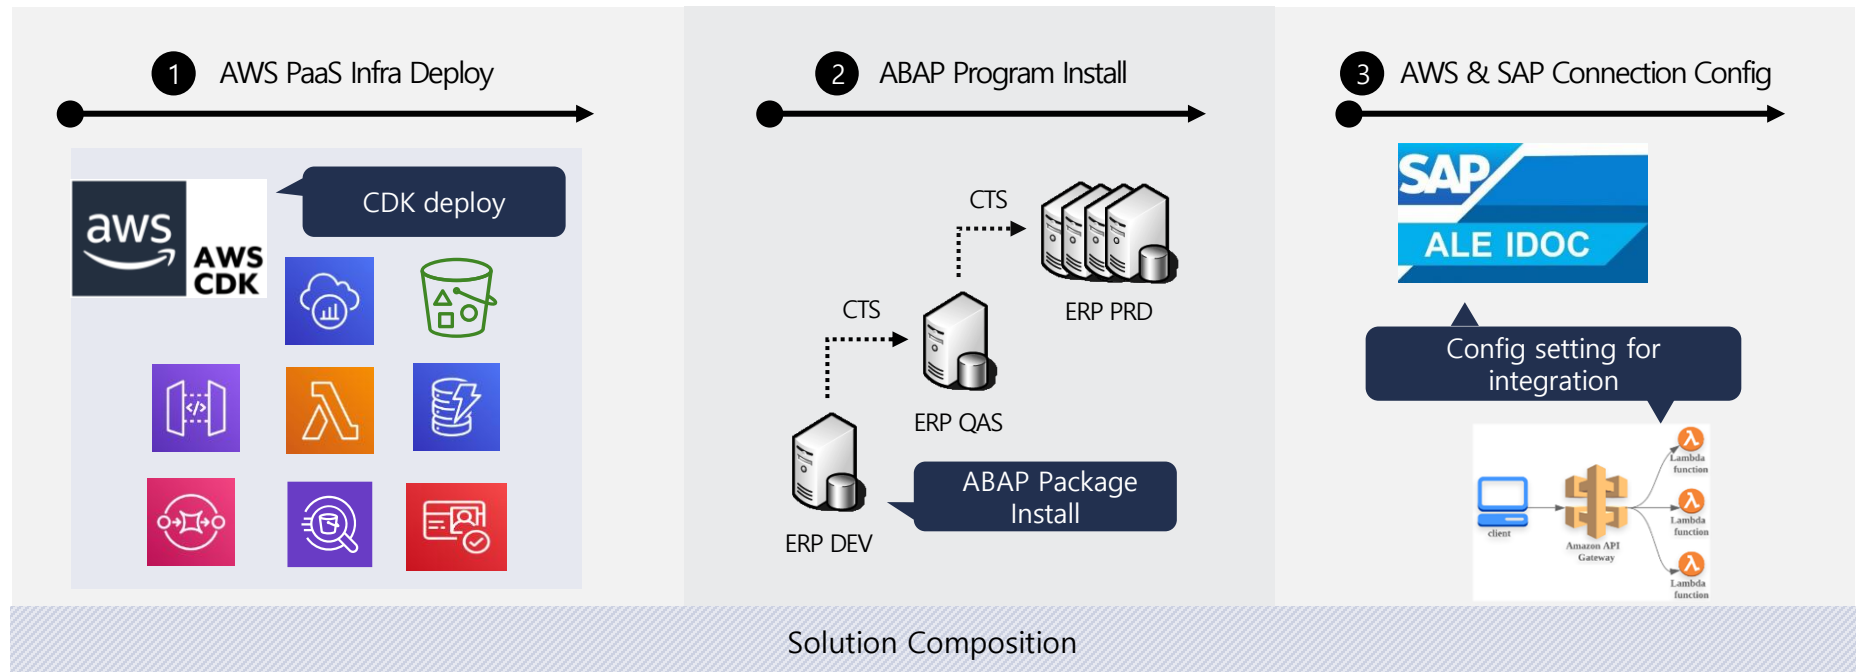 1 AWS PaaS Infra Deploy
aws
AWS
CDK
CDK deploy
</>
2 ABAP Program Install
CTS
ERP PRD
CTS
ERP QAS
ABAP Package
Install
ERP DEV
3 AWS & SAP Connection Config
SAP
ALE IDOC
Config setting for
integration
client
Amazon API
Gateway
λ
Lambda
function
λ
Lambda
function
λ
Lambda
function
Solution Composition